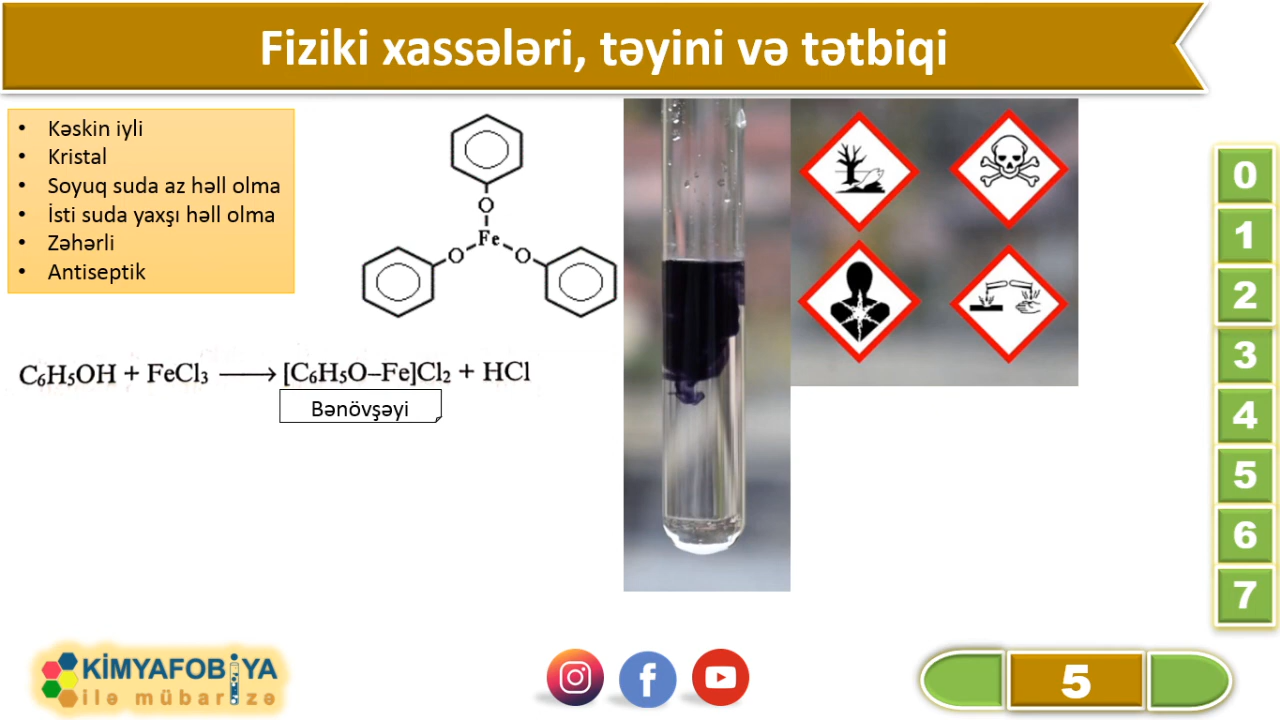 Fiziki xassələri, təyini və tətbiqi
• Kəskin iyli
• Kristal
• Soyuq suda az həll olma
• İsti suda yaxşı həll olma
• Zəhərli
• Antiseptik
O
Fe
O
O
C₆H₅OH + FeCl₃ ⟶ [C₆H₅O–Fe]Cl₂ + HCl
Bənövşəyi
0
1
2
3
4
5
6
7
KİMYAFOBİYA
ilə mübarizə
5